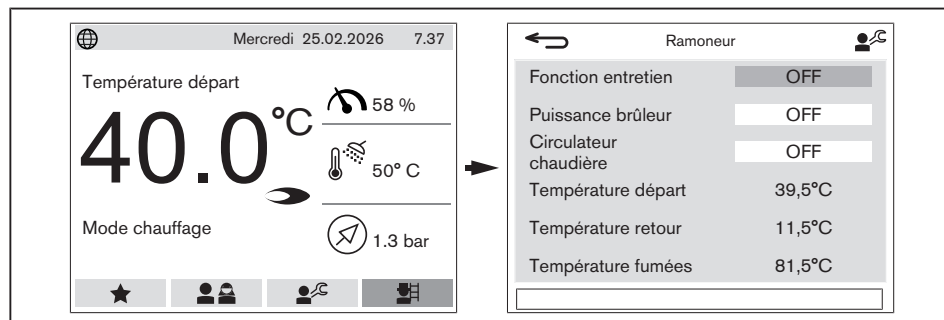 Mercredi 25.02.2026 7.37
Température départ
40.0°C
Mode chauffage
58 %
50° C
1.3 bar
Ramoneur
Fonction entretien OFF
Puissance brûleur OFF
Circulateur
chaudière OFF
Température départ 39,5°C
Température retour 11,5°C
Température fumées 81,5°C